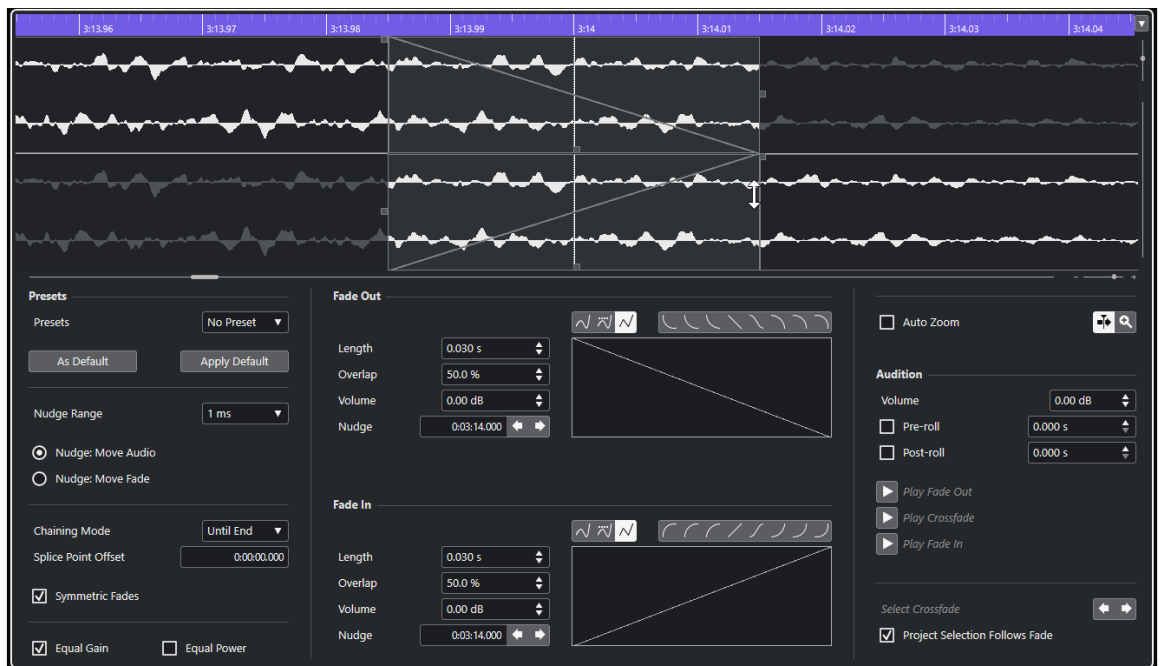 3:13.96 3:13.97 3:13.98 3:13.99 3:14 3:14.01 3:14.02 3:14.03 3:14.04
Presets
Presets No Preset
As Default Apply Default
Nudge Range 1 ms
Nudge: Move Audio
Nudge: Move Fade
Chaining Mode Until End
Splice Point Offset 0:00:00.000
Symmetric Fades
Equal Gain Equal Power
Fade Out
Length 0.030 s
Overlap 50.0 %
Volume 0.00 dB
Nudge 0:03:14.000
Fade In
Length 0.030 s
Overlap 50.0 %
Volume 0.00 dB
Nudge 0:03:14.000
Auto Zoom
Audition
Volume 0.00 dB
Pre-roll 0.000 s
Post-roll 0.000 s
Play Fade Out
Play Crossfade
Play Fade In
Select Crossfade
Project Selection Follows Fade